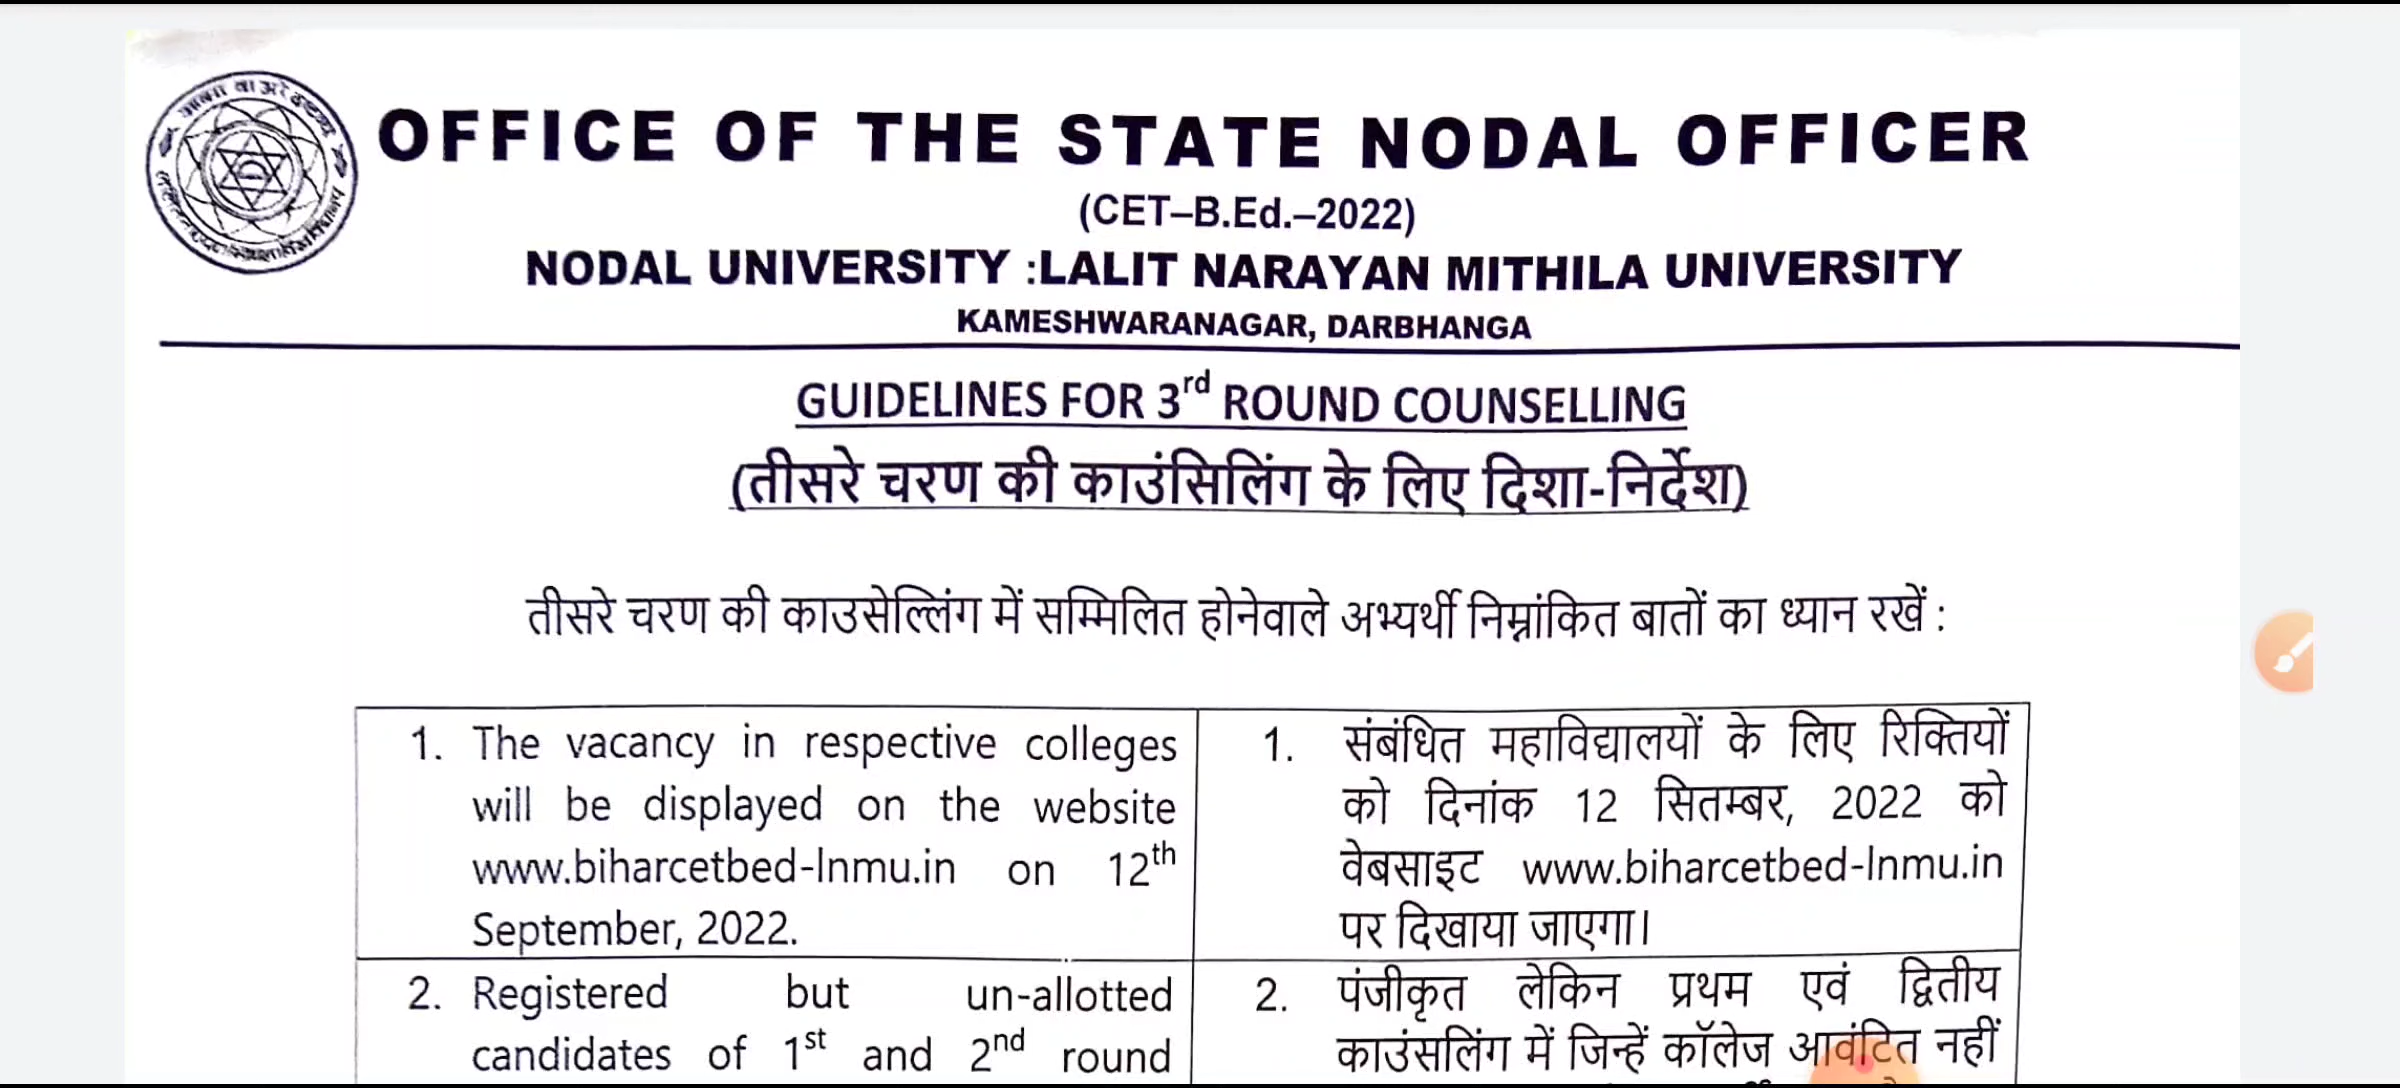 OFFICE OF THE STATE NODAL OFFICER
(CET–B.Ed.–2022)
NODAL UNIVERSITY :LALIT NARAYAN MITHILA UNIVERSITY
KAMESHWARANAGAR, DARBHANGA
GUIDELINES FOR 3rd ROUND COUNSELLING
(तीसरे चरण की काउंसिलिंग के लिए दिशा-निर्देश)
तीसरे चरण की काउसेल्लिंग में सम्मिलित होनेवाले अभ्यर्थी निम्नांकित बातों का ध्यान रखें :
1. The vacancy in respective colleges
will be displayed on the website
www.biharcetbed-lnmu.in on 12th
September, 2022.
1. संबंधित महाविद्यालयों के लिए रिक्तियों
को दिनांक 12 सितम्बर, 2022 को
वेबसाइट www.biharcetbed-lnmu.in
पर दिखाया जाएगा।
2. Registered but un-allotted
candidates of 1st and 2nd round
2. पंजीकृत लेकिन प्रथम एवं द्वितीय
काउंसलिंग में जिन्हें कॉलेज आवंटित नहीं